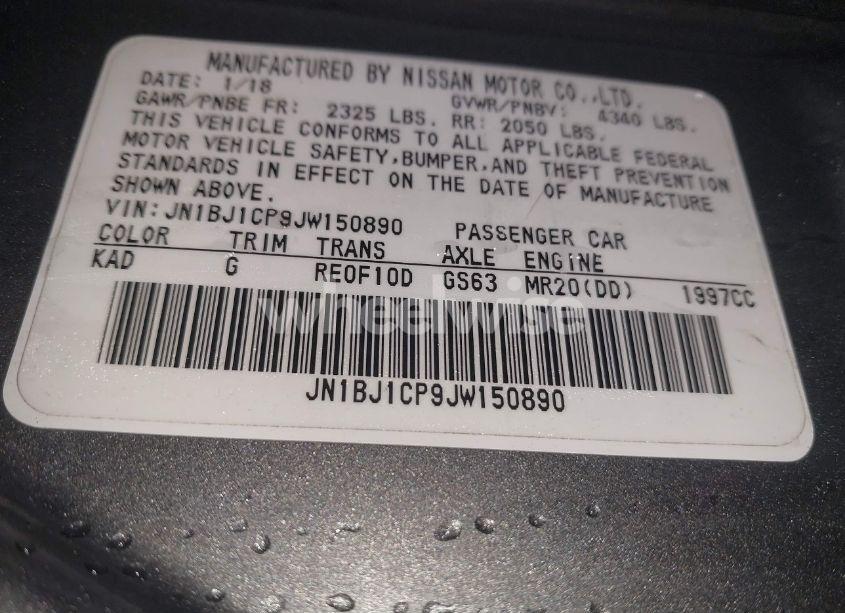 MANUFACTURED BY NISSAN MOTOR CO.,LTD.
DATE: 1/18 GVWR/PNBV: 4340 LBS.
GAWR/PNBE FR: 2325 LBS. RR: 2050 LBS.
THIS VEHICLE CONFORMS TO ALL APPLICABLE FEDERAL
MOTOR VEHICLE SAFETY,BUMPER,AND THEFT PREVENTION
STANDARDS IN EFFECT ON THE DATE OF MANUFACTURE
SHOWN ABOVE.
VIN:JN1BJ1CP9JW150890 PASSENGER CAR
COLOR TRIM TRANS AXLE ENGINE
KAD G RE0F10D GS63 MR20(DD) 1997CC
wheelwise
JN1BJ1CP9JW150890